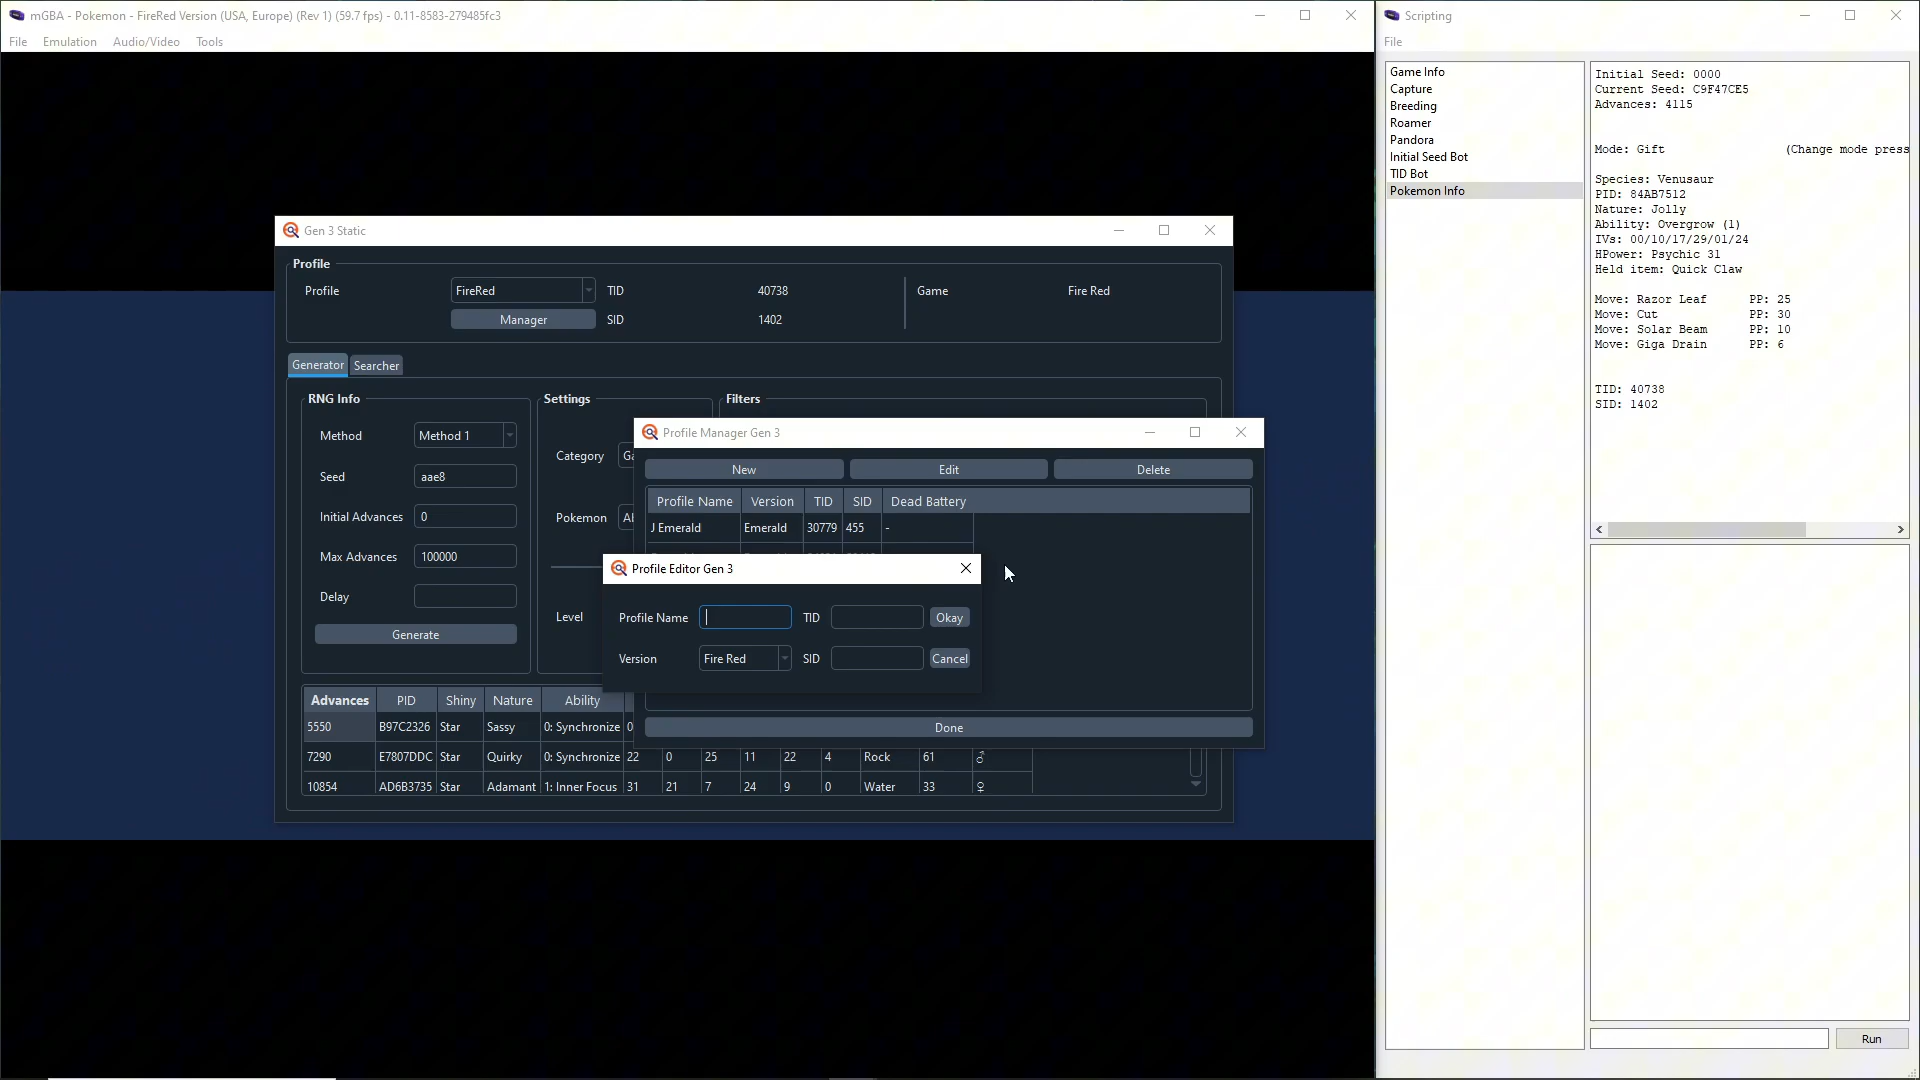 mGBA - Pokemon - FireRed Version (USA, Europe) (Rev 1) (59.7 fps) - 0.11-8583-279485fc3
File Emulation Audio/Video Tools
Gen 3 Static
Profile
Profile FireRed TID 40738 Game Fire Red
Manager SID 1402
Generator Searcher
RNG Info
Method Method 1
Seed aae8
Initial Advances 0
Max Advances 100000
Delay
Generate
Settings
Category Ga
Pokemon Ab
Level
Filters
Profile Manager Gen 3
New Edit Delete
Profile Name Version TID SID Dead Battery
J Emerald Emerald 30779 455 -
Profile Editor Gen 3
Profile Name TID Okay
Version Fire Red SID Cancel
Done
Advances PID Shiny Nature Ability
5550 B97C2326 Star Sassy 0: Synchronize 0
7290 E7807DDC Star Quirky 0: Synchronize 22 0 25 11 22 4 Rock 61 ♂
10854 AD6B3735 Star Adamant 1: Inner Focus 31 21 7 24 9 0 Water 33 ♀
Scripting
File
Game Info
Capture
Breeding
Roamer
Pandora
Initial Seed Bot
TID Bot
Pokemon Info
Initial Seed: 0000
Current Seed: C9F47CE5
Advances: 4115
Mode: Gift (Change mode press
Species: Venusaur
PID: 84AB7512
Nature: Jolly
Ability: Overgrow (1)
IVs: 00/10/17/29/01/24
HPower: Psychic 31
Held item: Quick Claw
Move: Razor Leaf PP: 25
Move: Cut PP: 30
Move: Solar Beam PP: 10
Move: Giga Drain PP: 6
TID: 40738
SID: 1402
Run